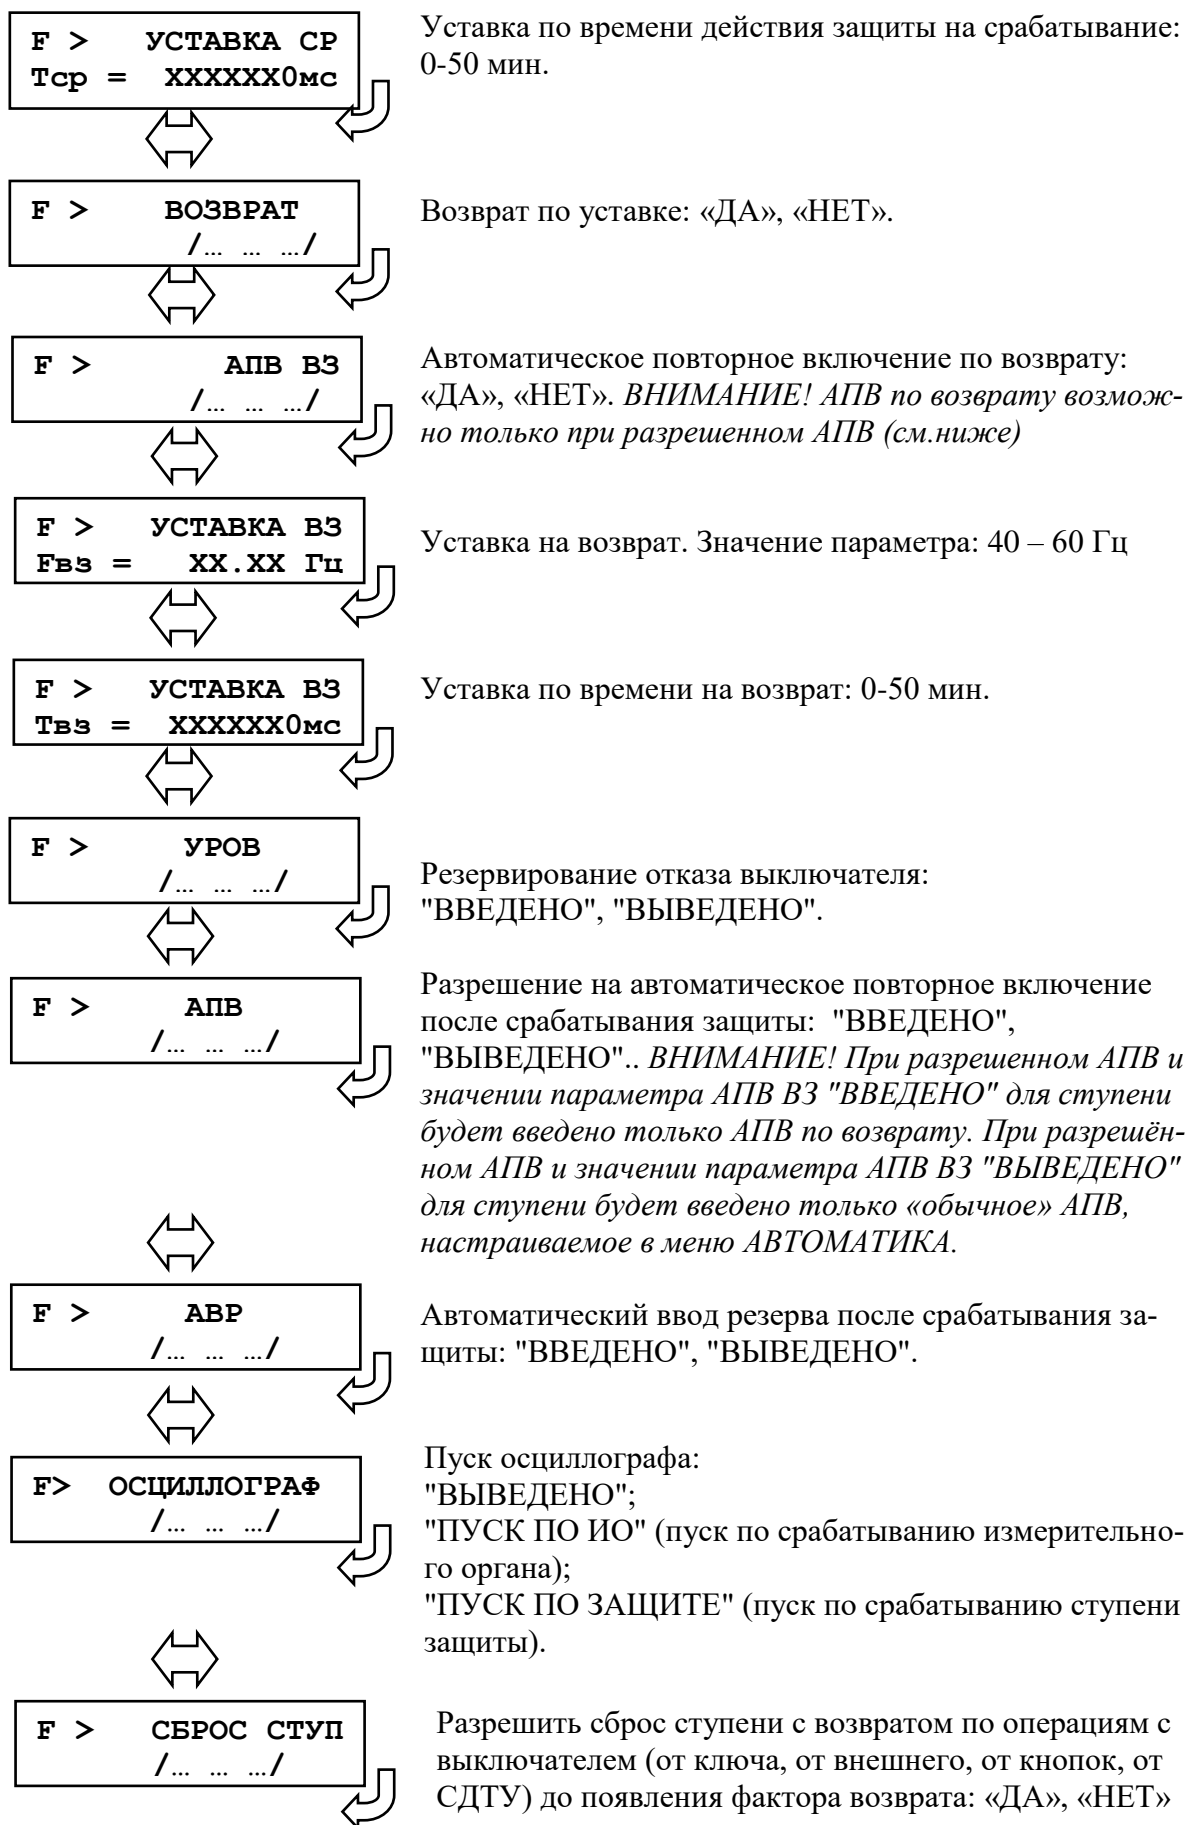 F > УСТАВКА СР
Тср = XXXXXX0мс
Уставка по времени действия защиты на срабатывание:
0-50 мин.
F > ВОЗВРАТ
/… … …/
Возврат по уставке: «ДА», «НЕТ».
F > АПВ ВЗ
/… … …/
Автоматическое повторное включение по возврату:
«ДА», «НЕТ». ВНИМАНИЕ! АПВ по возврату возмож-
но только при разрешенном АПВ (см.ниже)
F > УСТАВКА ВЗ
Fвз = XX.XX Гц
Уставка на возврат. Значение параметра: 40 – 60 Гц
F > УСТАВКА ВЗ
Твз = XXXXXX0мс
Уставка по времени на возврат: 0-50 мин.
F > УРОВ
/… … …/
Резервирование отказа выключателя:
"ВВЕДЕНО", "ВЫВЕДЕНО".
F > АПВ
/… … …/
Разрешение на автоматическое повторное включение
после срабатывания защиты: "ВВЕДЕНО",
"ВЫВЕДЕНО".. ВНИМАНИЕ! При разрешенном АПВ и
значении параметра АПВ ВЗ "ВВЕДЕНО" для ступени
будет введено только АПВ по возврату. При разрешён-
ном АПВ и значении параметра АПВ ВЗ "ВЫВЕДЕНО"
для ступени будет введено только «обычное» АПВ,
настраиваемое в меню АВТОМАТИКА.
F > АВР
/… … …/
Автоматический ввод резерва после срабатывания за-
щиты: "ВВЕДЕНО", "ВЫВЕДЕНО".
F> ОСЦИЛЛОГРАФ
/… … …/
Пуск осциллографа:
"ВЫВЕДЕНО";
"ПУСК ПО ИО" (пуск по срабатыванию измерительно-
го органа);
"ПУСК ПО ЗАЩИТЕ" (пуск по срабатыванию ступени
защиты).
F > СБРОС СТУП
/… … …/
Разрешить сброс ступени с возвратом по операциям с
выключателем (от ключа, от внешнего, от кнопок, от
СДТУ) до появления фактора возврата: «ДА», «НЕТ»